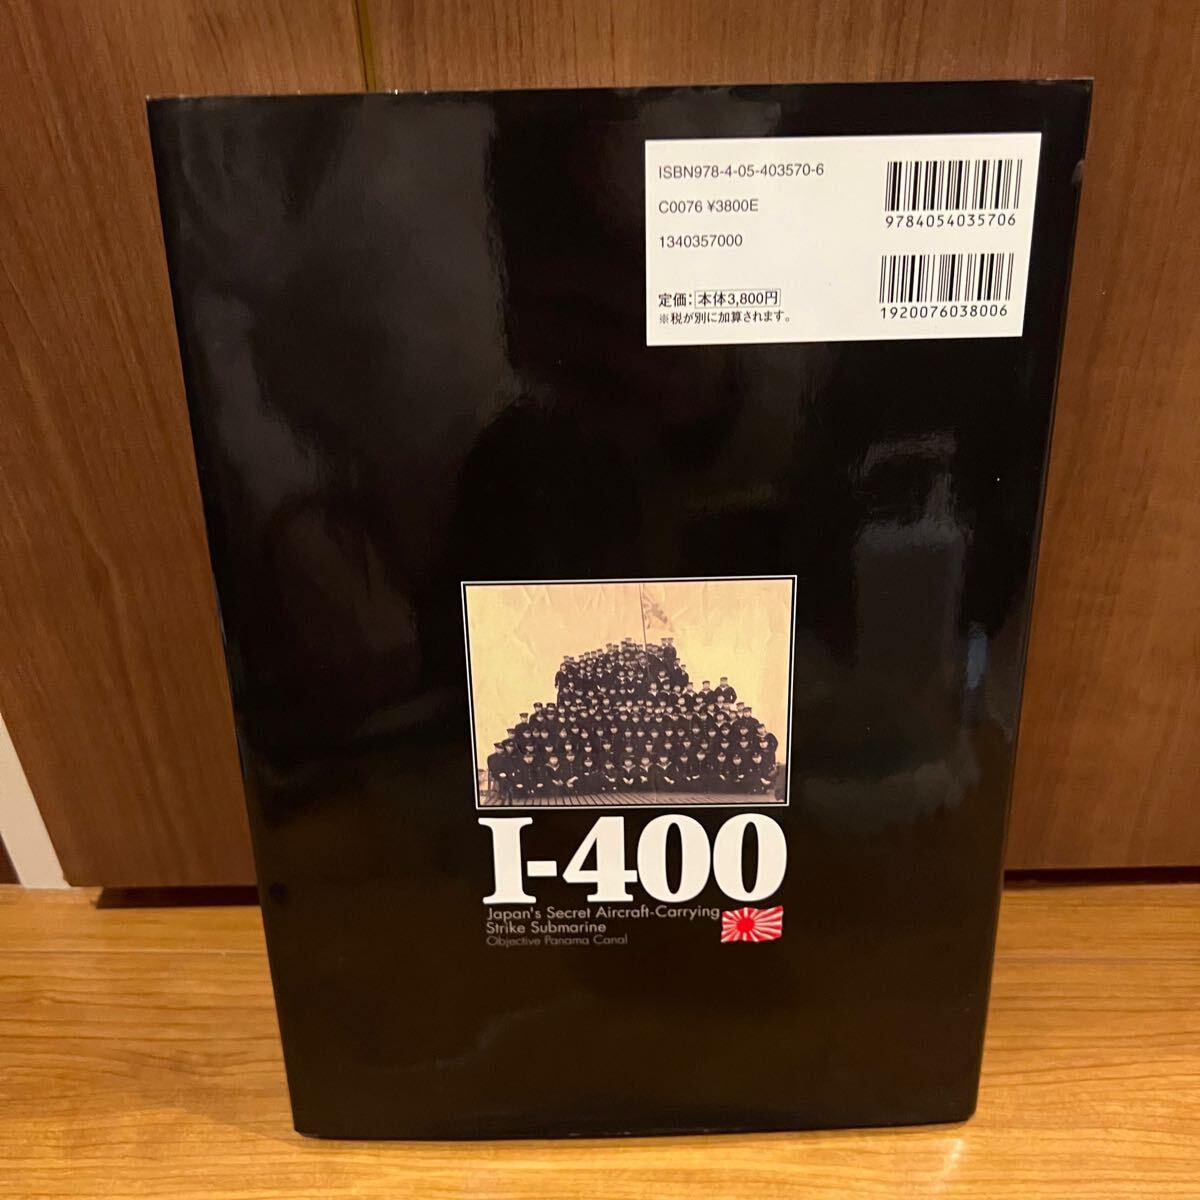 ISBN978-4-05-403570-6
C0076 ¥3800E
1340357000
定価：本体3,800円
※税が別に加算されます。
9784054035706
1920076038006
I-400
Japan's Secret Aircraft-Carrying
Strike Submarine
Objective Panama Canal